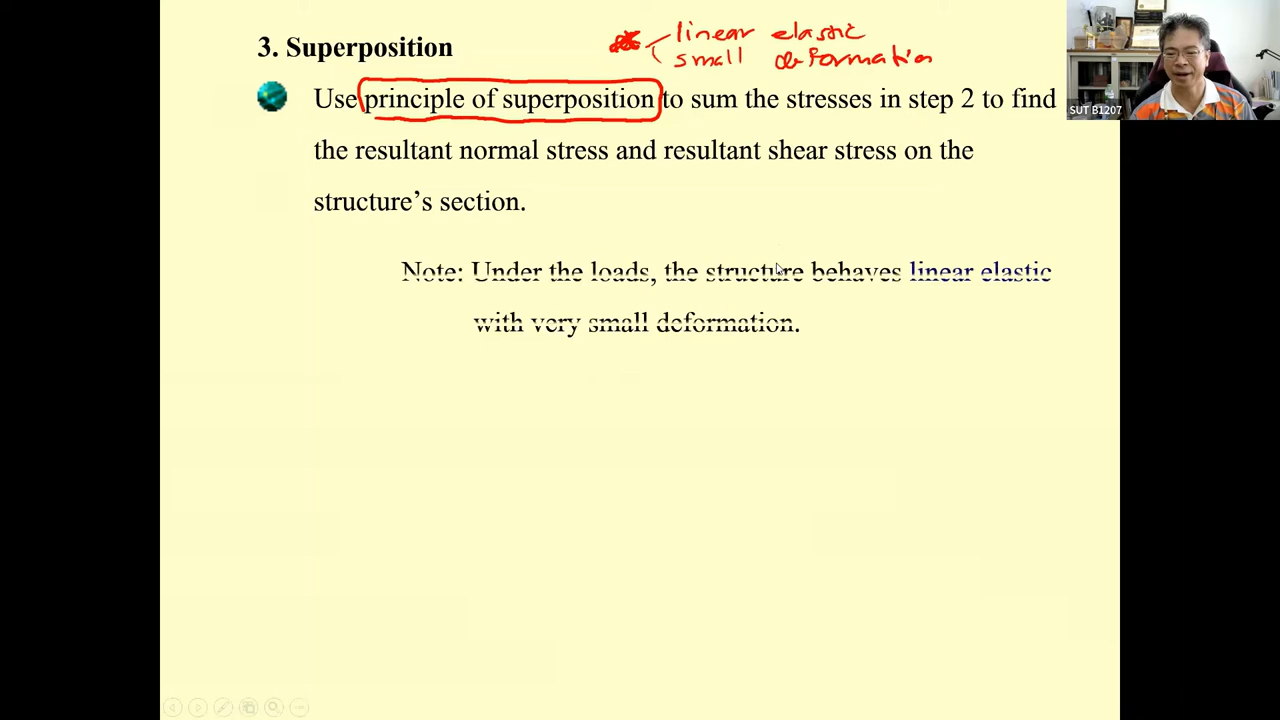 3. Superposition
linear elastic
small deformation
Use principle of superposition to sum the stresses in step 2 to find
the resultant normal stress and resultant shear stress on the
structure's section.
Note: Under the loads, the structure behaves linear elastic
with very small deformation.
SUT B1207